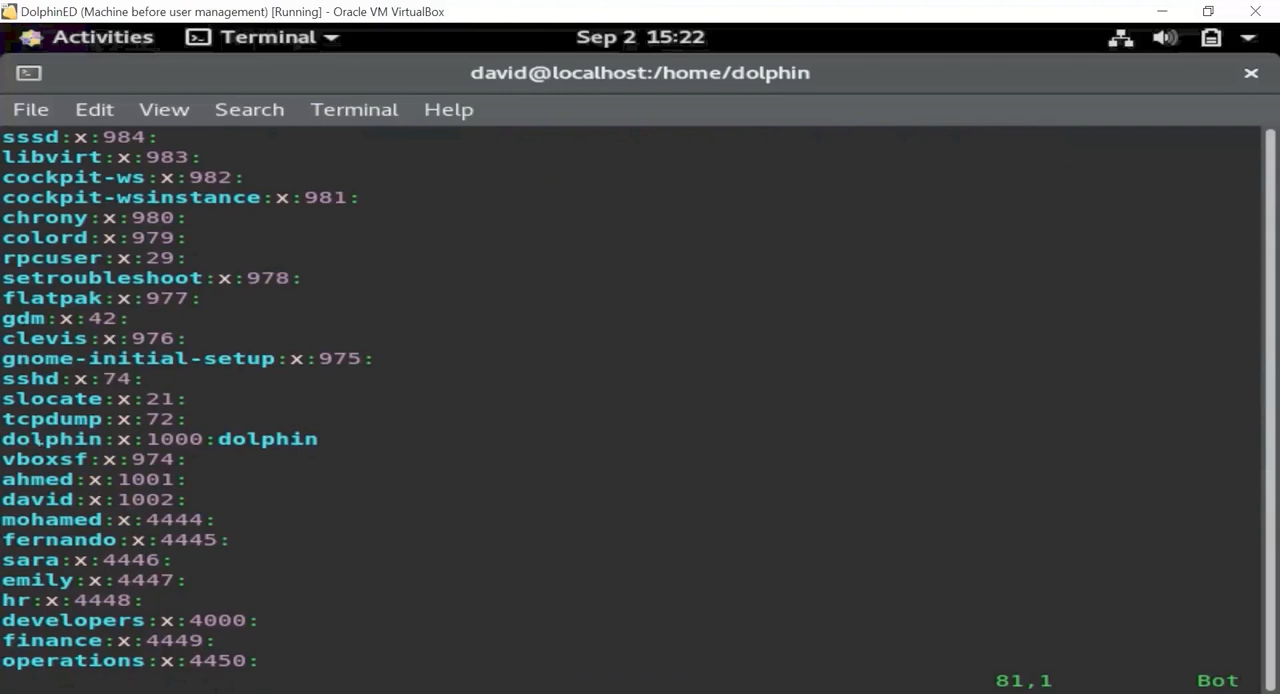 DolphinED (Machine before user management) [Running] - Oracle VM VirtualBox
Activities Terminal Sep 2 15:22
david@localhost:/home/dolphin
File Edit View Search Terminal Help
sssd:x:984:
libvirt:x:983:
cockpit-ws:x:982:
cockpit-wsinstance:x:981:
chrony:x:980:
colord:x:979:
rpcuser:x:29:
setroubleshoot:x:978:
flatpak:x:977:
gdm:x:42:
clevis:x:976:
gnome-initial-setup:x:975:
sshd:x:74:
slocate:x:21:
tcpdump:x:72:
dolphin:x:1000:dolphin
vboxsf:x:974:
ahmed:x:1001:
david:x:1002:
mohamed:x:4444:
fernando:x:4445:
sara:x:4446:
emily:x:4447:
hr:x:4448:
developers:x:4000:
finance:x:4449:
operations:x:4450:
81,1 Bot